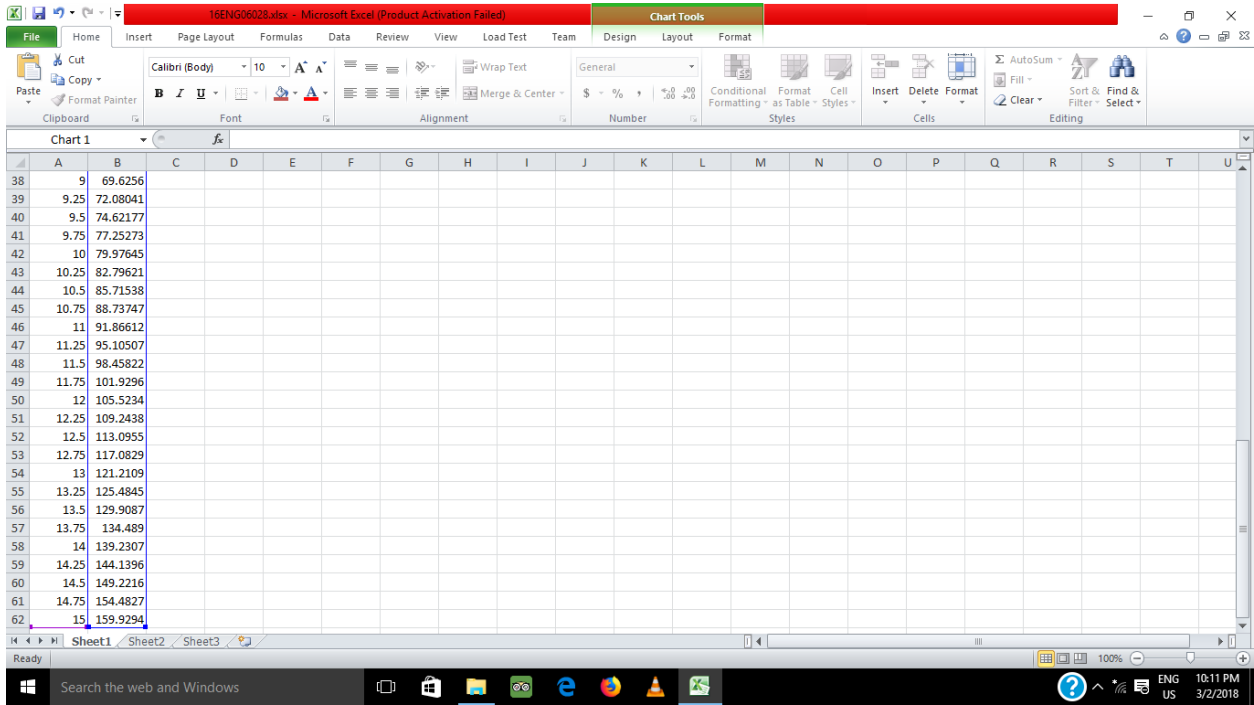 16ENG06028.xlsx - Microsoft Excel (Product Activation Failed) Chart Tools
File Home Insert Page Layout Formulas Data Review View Load Test Team Design Layout Format
Cut Calibri (Body) 10 A A Wrap Text General Σ AutoSum
Copy Fill
Paste Format Painter B I U A Merge & Center $ % , Conditional Formatting Format as Table Cell Styles Insert Delete Format Clear Sort & Filter Find & Select
Clipboard Font Alignment Number Styles Cells Editing
Chart 1 fx
A B C D E F G H I J K L M N O P Q R S T U
38 9 69.6256
39 9.25 72.08041
40 9.5 74.62177
41 9.75 77.25273
42 10 79.97645
43 10.25 82.79621
44 10.5 85.71538
45 10.75 88.73747
46 11 91.86612
47 11.25 95.10507
48 11.5 98.45822
49 11.75 101.9296
50 12 105.5234
51 12.25 109.2438
52 12.5 113.0955
53 12.75 117.0829
54 13 121.2109
55 13.25 125.4845
56 13.5 129.9087
57 13.75 134.489
58 14 139.2307
59 14.25 144.1396
60 14.5 149.2216
61 14.75 154.4827
62 15 159.9294
Sheet1 Sheet2 Sheet3
Ready 100%
Search the web and Windows ENG 10:11 PM
US 3/2/2018